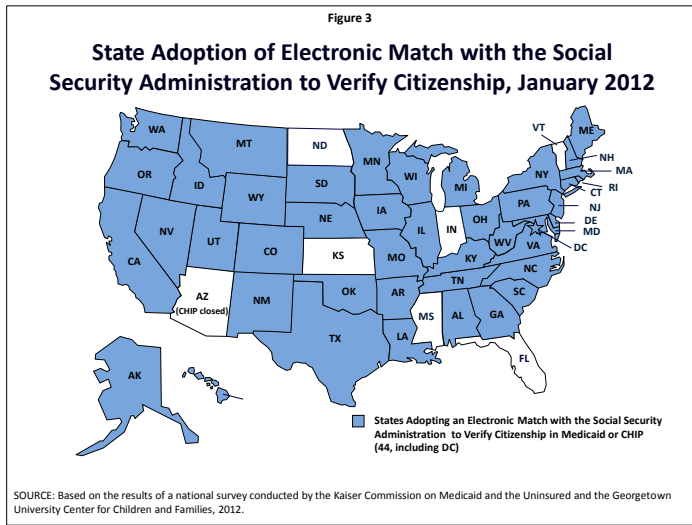 Figure 3
State Adoption of Electronic Match with the Social
Security Administration to Verify Citizenship, January 2012
WA
MT
ND
MN
VT
ME
OR
ID
WY
SD
WI
MI
NY
NH
MA
RI
CT
NV
UT
CO
NE
IA
IL
IN
OH
PA
NJ
DE
MD
DC
CA
KS
MO
KY
WV
VA
AZ
(CHIP closed)
NM
OK
AR
TN
NC
SC
TX
LA
MS
AL
GA
FL
AK
States Adopting an Electronic Match with the Social Security
Administration to Verify Citizenship in Medicaid or CHIP
(44, including DC)
SOURCE: Based on the results of a national survey conducted by the Kaiser Commission on Medicaid and the Uninsured and the Georgetown
University Center for Children and Families, 2012.